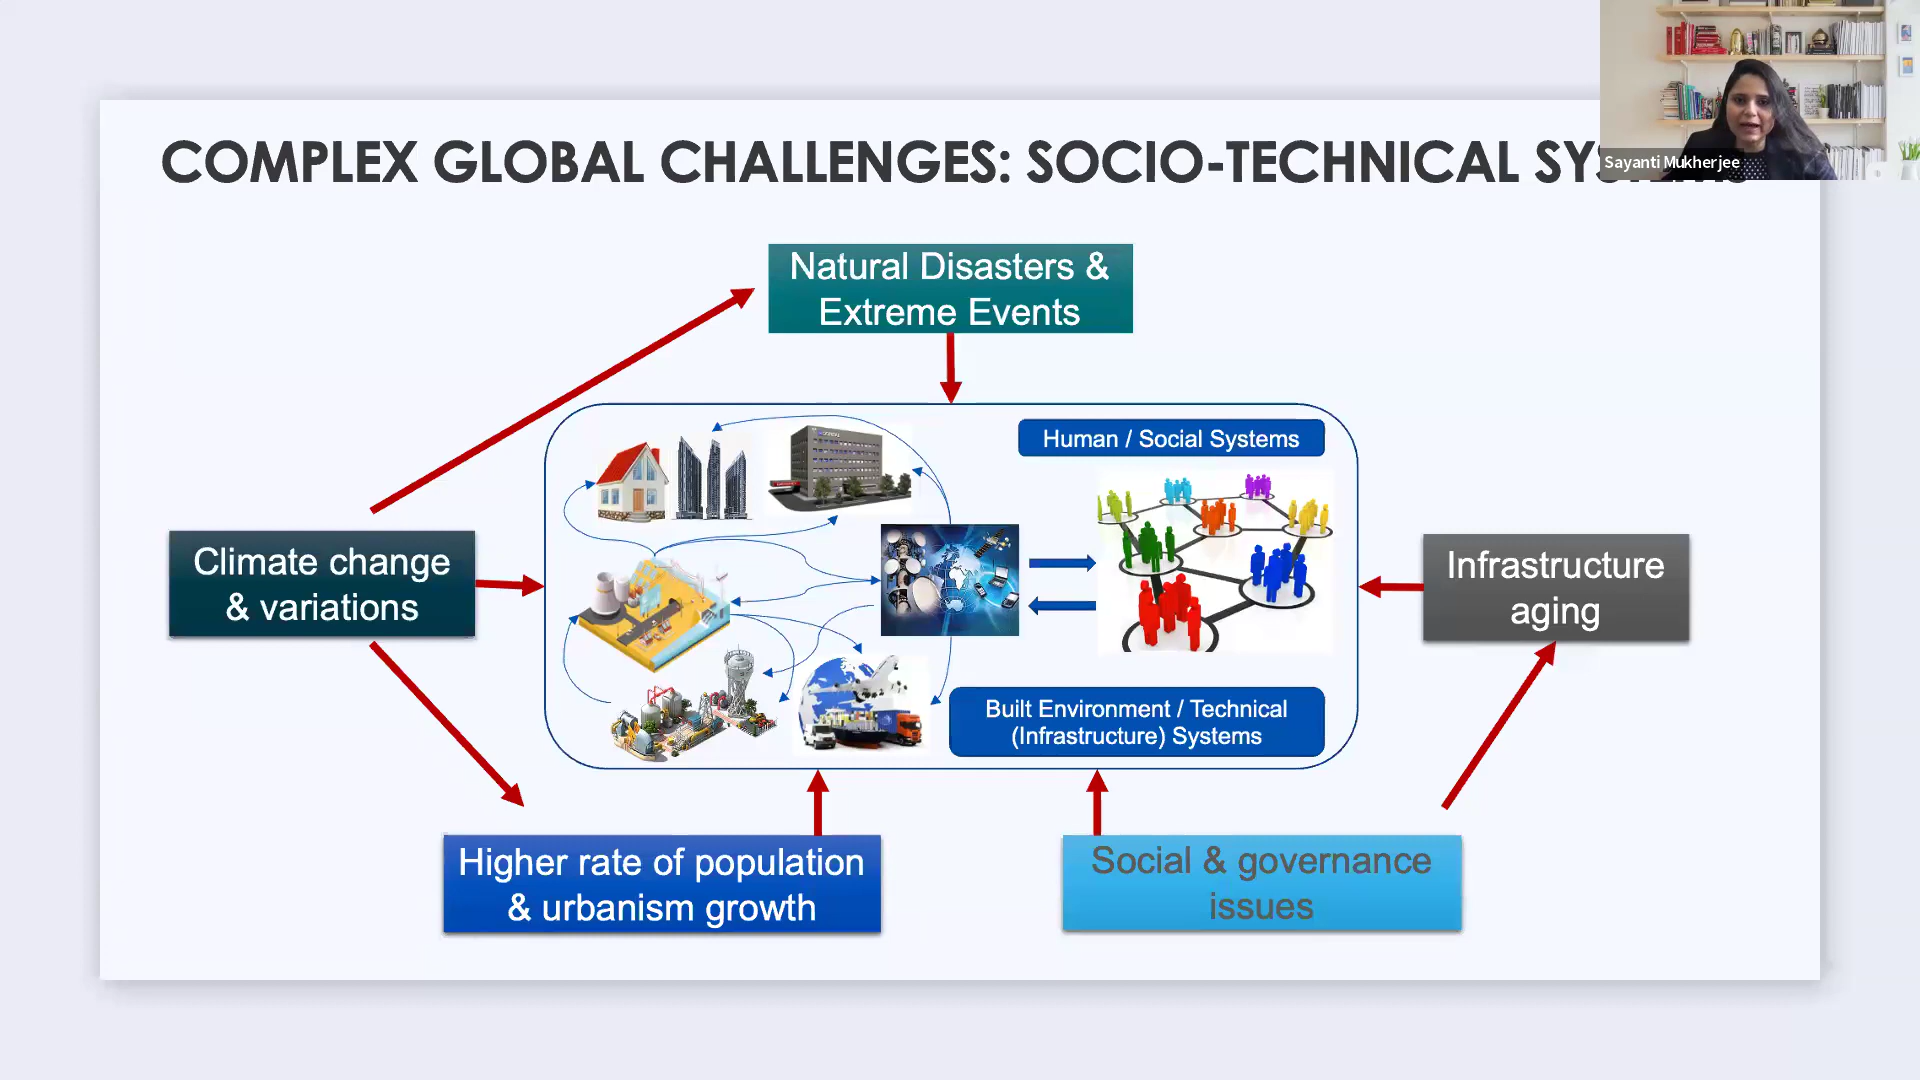 COMPLEX GLOBAL CHALLENGES: SOCIO-TECHNICAL SYSTEMS
Sayanti Mukherjee
Natural Disasters &
Extreme Events
Human / Social Systems
Climate change
& variations
Infrastructure
aging
Built Environment / Technical
(Infrastructure) Systems
Higher rate of population
& urbanism growth
Social & governance
issues